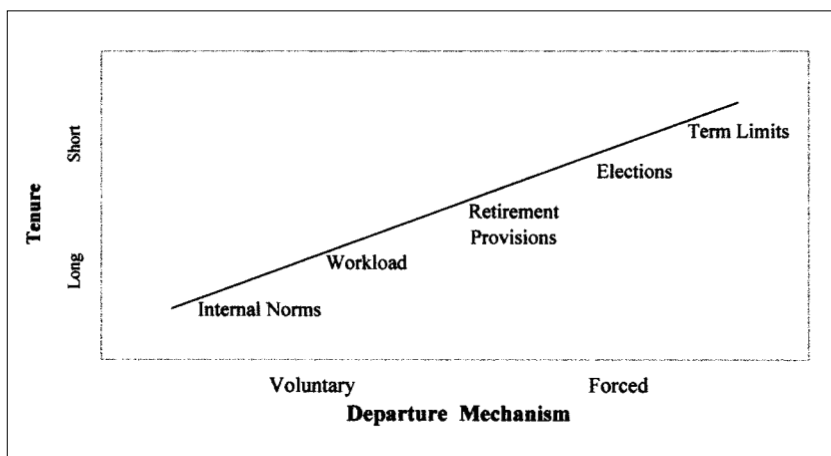 Short
Term Limits
Elections
Retirement
Provisions
Tenure
Long
Workload
Internal Norms
Voluntary
Forced
Departure Mechanism